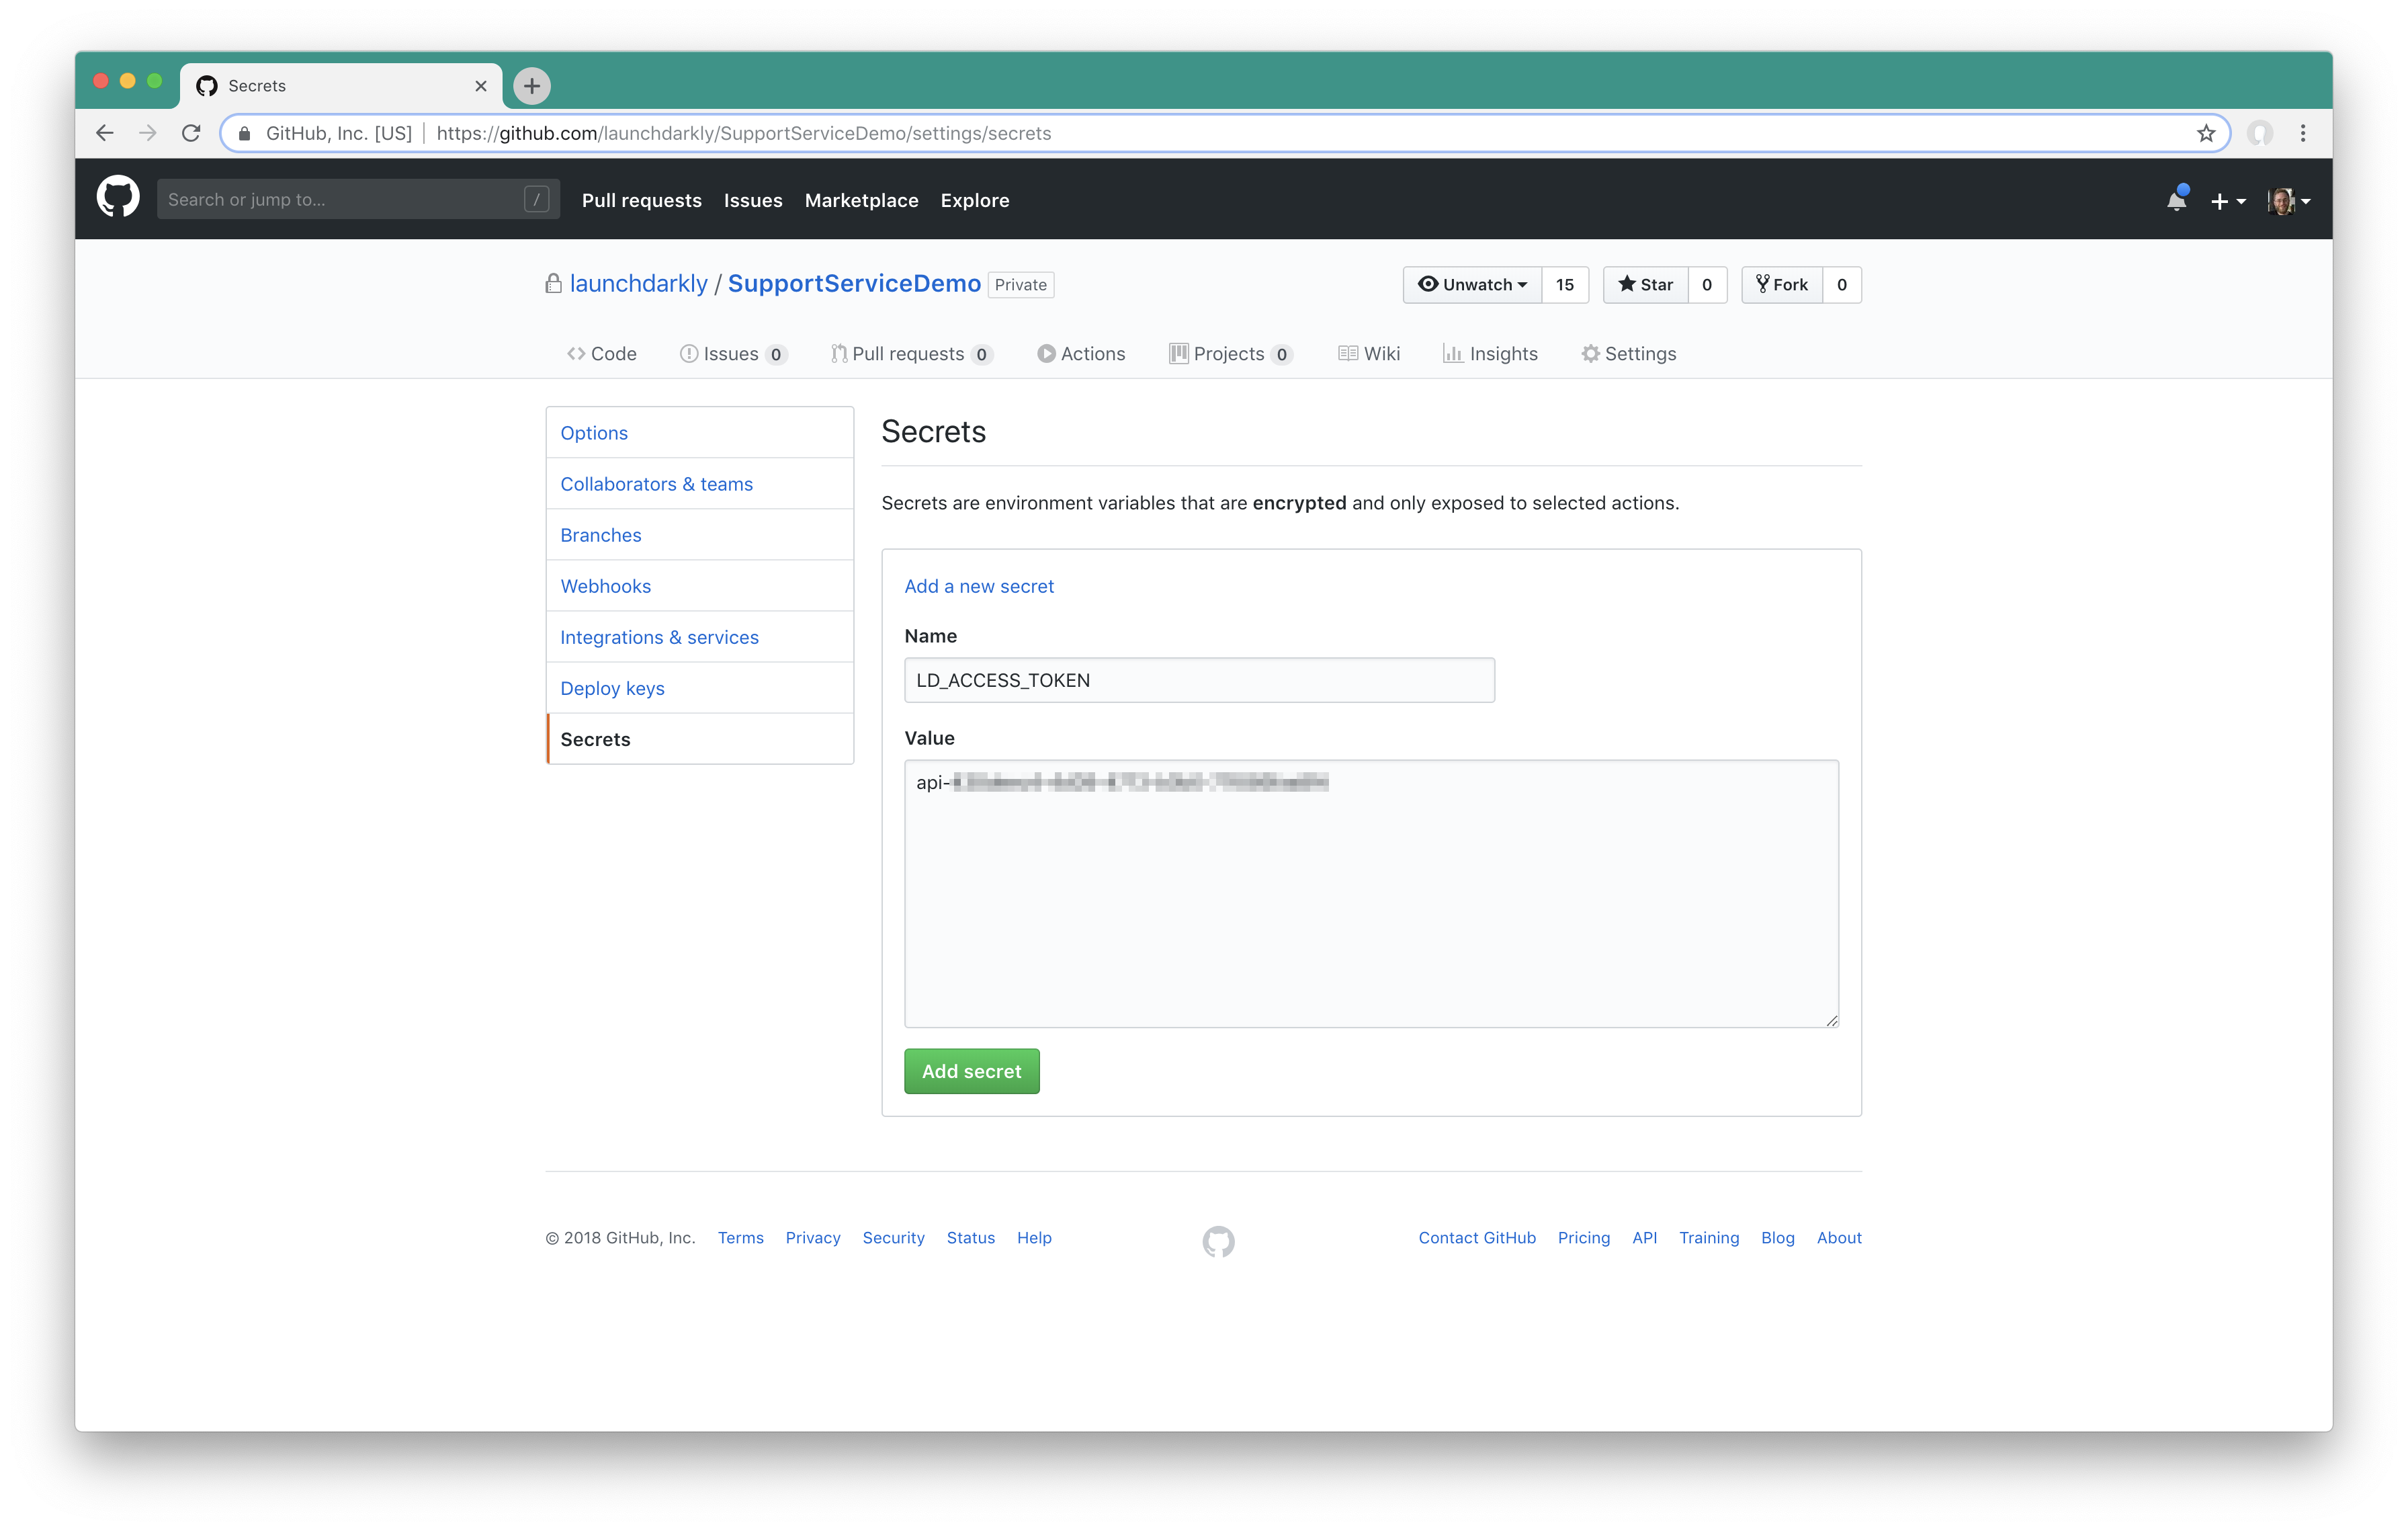 Secrets
GitHub, Inc. [US] https://github.com/launchdarkly/SupportServiceDemo/settings/secrets
Search or jump to... / Pull requests Issues Marketplace Explore
launchdarkly / SupportServiceDemo Private Unwatch 15 Star 0 Fork 0
Code Issues 0 Pull requests 0 Actions Projects 0 Wiki Insights Settings
Options
Collaborators & teams
Branches
Webhooks
Integrations & services
Deploy keys
Secrets
Secrets
Secrets are environment variables that are encrypted and only exposed to selected actions.
Add a new secret
Name
LD_ACCESS_TOKEN
Value
api-
Add secret
© 2018 GitHub, Inc. Terms Privacy Security Status Help Contact GitHub Pricing API Training Blog About